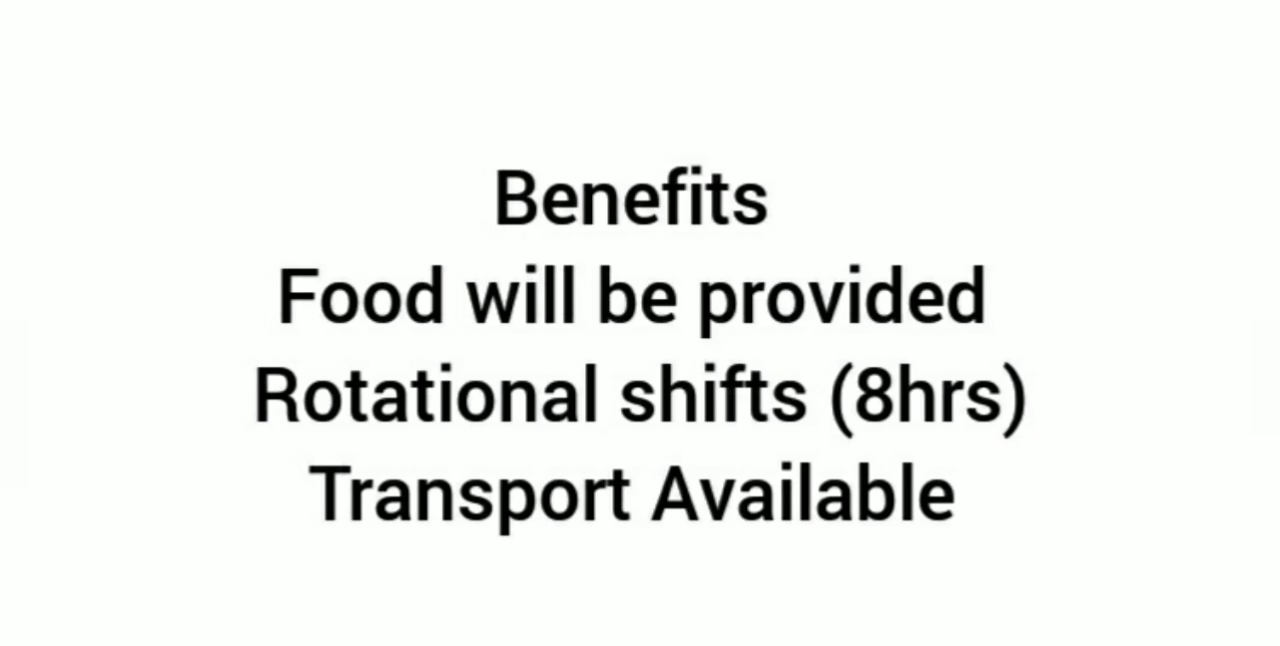 Benefits
Food will be provided
Rotational shifts (8hrs)
Transport Available